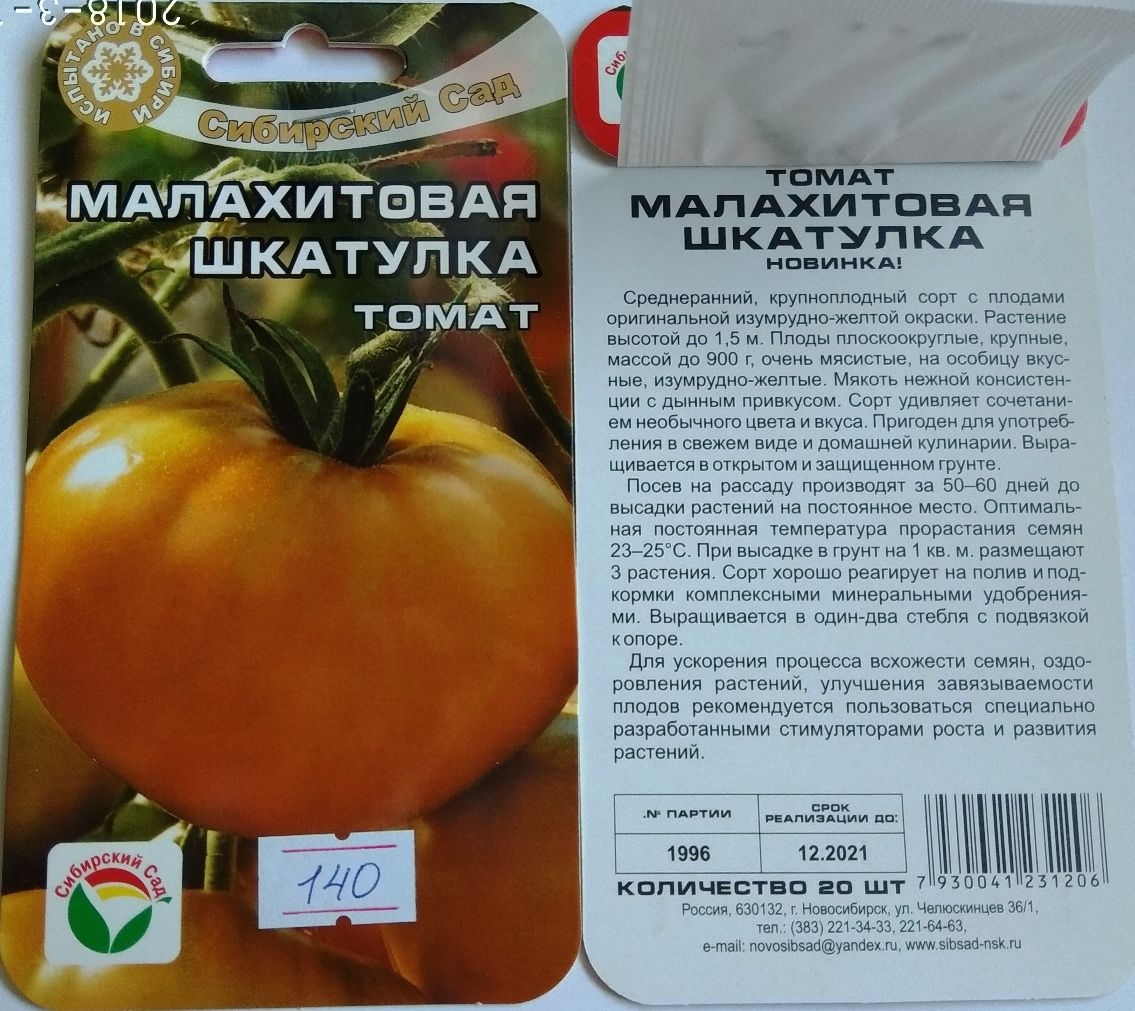 2018-3-1
ИСПЫТАНО В СИБИРИ
Сибирский Сад
МАЛАХИТОВАЯ
ШКАТУЛКА
ТОМАТ
Сибирский Сад
140
Сиб
ТОМАТ
МАЛАХИТОВАЯ
ШКАТУЛКА
НОВИНКА!
Среднеранний, крупноплодный сорт с плодами
оригинальной изумрудно-желтой окраски. Растение
высотой до 1,5 м. Плоды плоскоокруглые, крупные,
массой до 900 г, очень мясистые, на особицу вкус-
ные, изумрудно-желтые. Мякоть нежной консистен-
ции с дынным привкусом. Сорт удивляет сочетани-
ем необычного цвета и вкуса. Пригоден для употреб-
ления в свежем виде и домашней кулинарии. Выра-
щивается в открытом и защищенном грунте.
Посев на рассаду производят за 50–60 дней до
высадки растений на постоянное место. Оптималь-
ная постоянная температура прорастания семян
23–25°С. При высадке в грунт на 1 кв. м. размещают
3 растения. Сорт хорошо реагирует на полив и под-
кормки комплексными минеральными удобрения-
ми. Выращивается в один-два стебля с подвязкой
к опоре.
Для ускорения процесса всхожести семян, оздо-
ровления растений, улучшения завязываемости
плодов рекомендуется пользоваться специально
разработанными стимуляторами роста и развития
растений.
.№ ПАРТИИ
СРОК
РЕАЛИЗАЦИИ ДО:
1996
12.2021
КОЛИЧЕСТВО 20 ШТ
7 930041 231206
Россия, 630132, г. Новосибирск, ул. Челюскинцев 36/1,
тел.: (383) 221-34-33, 221-64-63,
e-mail: novosibsad@yandex.ru, www.sibsad-nsk.ru